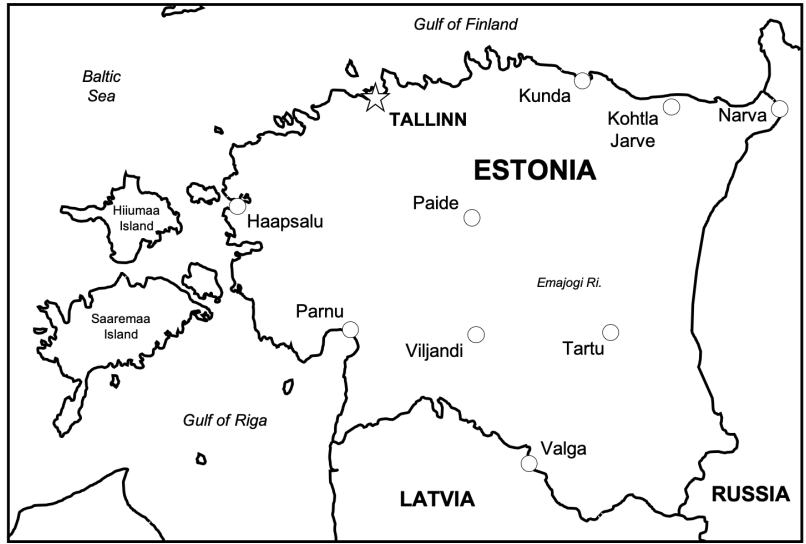 Gulf of Finland
Baltic
Sea
Kunda
TALLINN
Kohtla
Jarve
Narva
ESTONIA
Hiiumaa
Island
Haapsalu
Paide
Emajogi Ri.
Saaremaa
Island
Parnu
Viljandi
Tartu
Gulf of Riga
Valga
LATVIA
RUSSIA